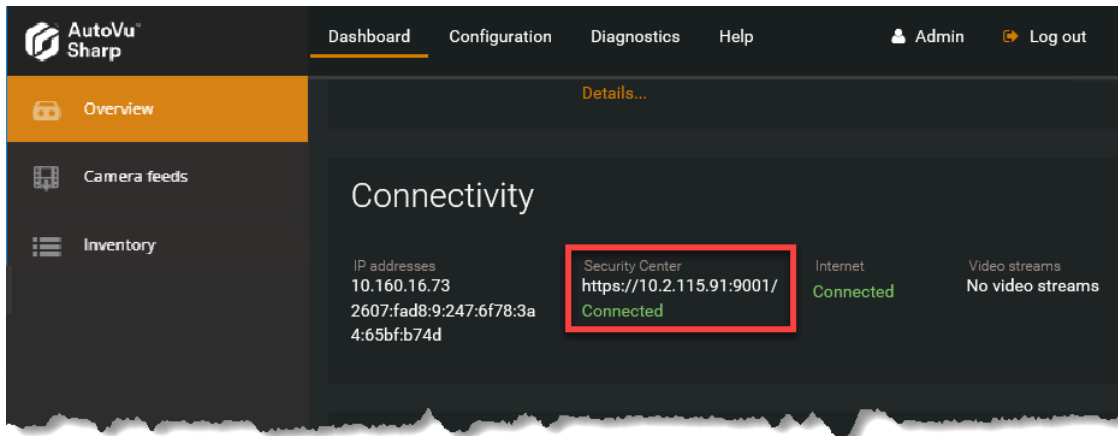 AutoVu™
Sharp
Dashboard Configuration Diagnostics Help Admin Log out
Overview
Camera feeds
Inventory
Details...
Connectivity
IP addresses
10.160.16.73
2607:fad8:9:247:6f78:3a
4:65bf:b74d
Security Center
https://10.2.115.91:9001/
Connected
Internet
Connected
Video streams
No video streams